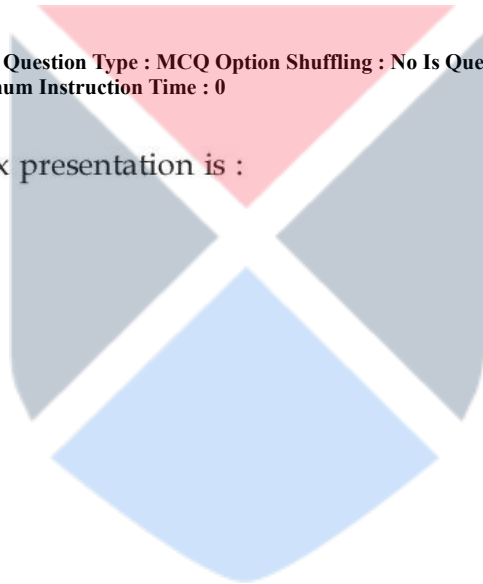 Question Type : MCQ Option Shuffling : No Is Que
num Instruction Time : 0
x presentation is :